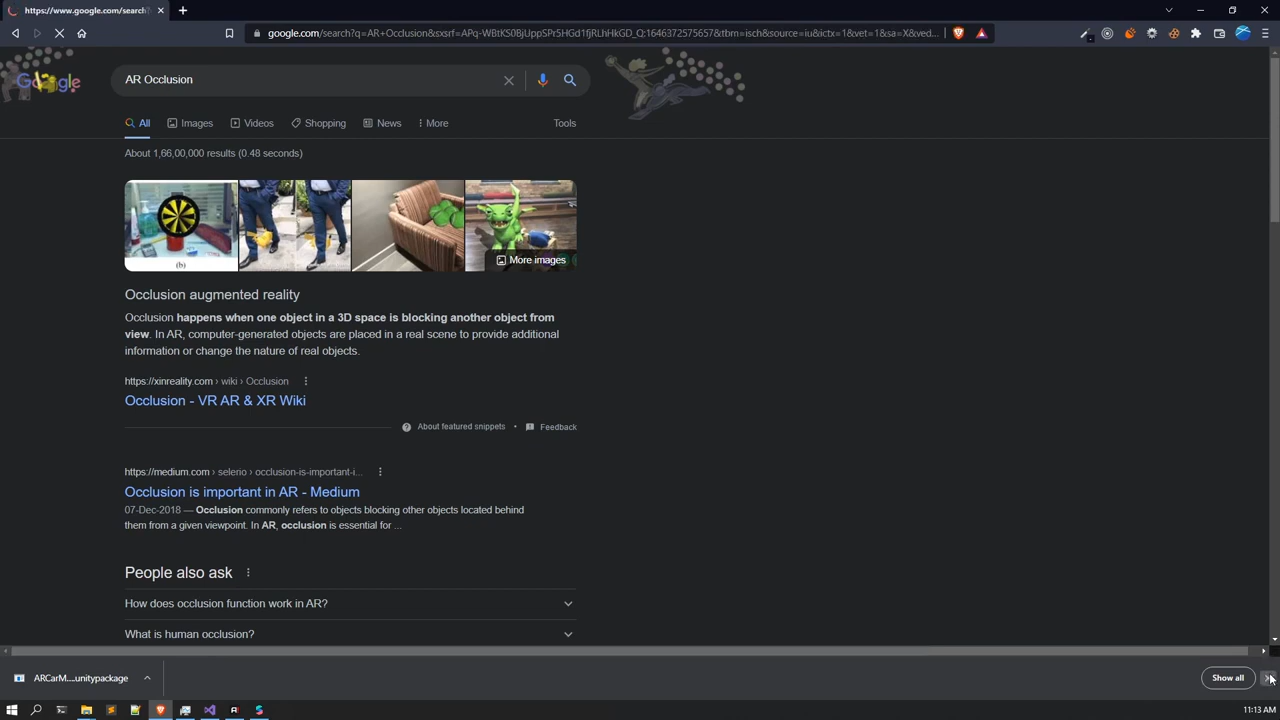 https://www.google.com/search?
google.com/search?q=AR+Occlusion&sxsrf=APq-WBtKS0BjUppSPr5HGd1fjRLhHkGD_Q:1646372575657&tbm=isch&source=iu&ictx=1&vet=1&sa=X&ved...
Google
AR Occlusion
All Images Videos Shopping News More Tools
About 1,66,00,000 results (0.48 seconds)
(b)
More images
Occlusion augmented reality
Occlusion happens when one object in a 3D space is blocking another object from
view. In AR, computer-generated objects are placed in a real scene to provide additional
information or change the nature of real objects.
https://xinreality.com › wiki › Occlusion
Occlusion - VR AR & XR Wiki
About featured snippets • Feedback
https://medium.com › selerio › occlusion-is-important-i...
Occlusion is important in AR - Medium
07-Dec-2018 — Occlusion commonly refers to objects blocking other objects located behind
them from a given viewpoint. In AR, occlusion is essential for ...
People also ask
How does occlusion function work in AR?
What is human occlusion?
ARCarM....unitypackage
Show all
11:13 AM